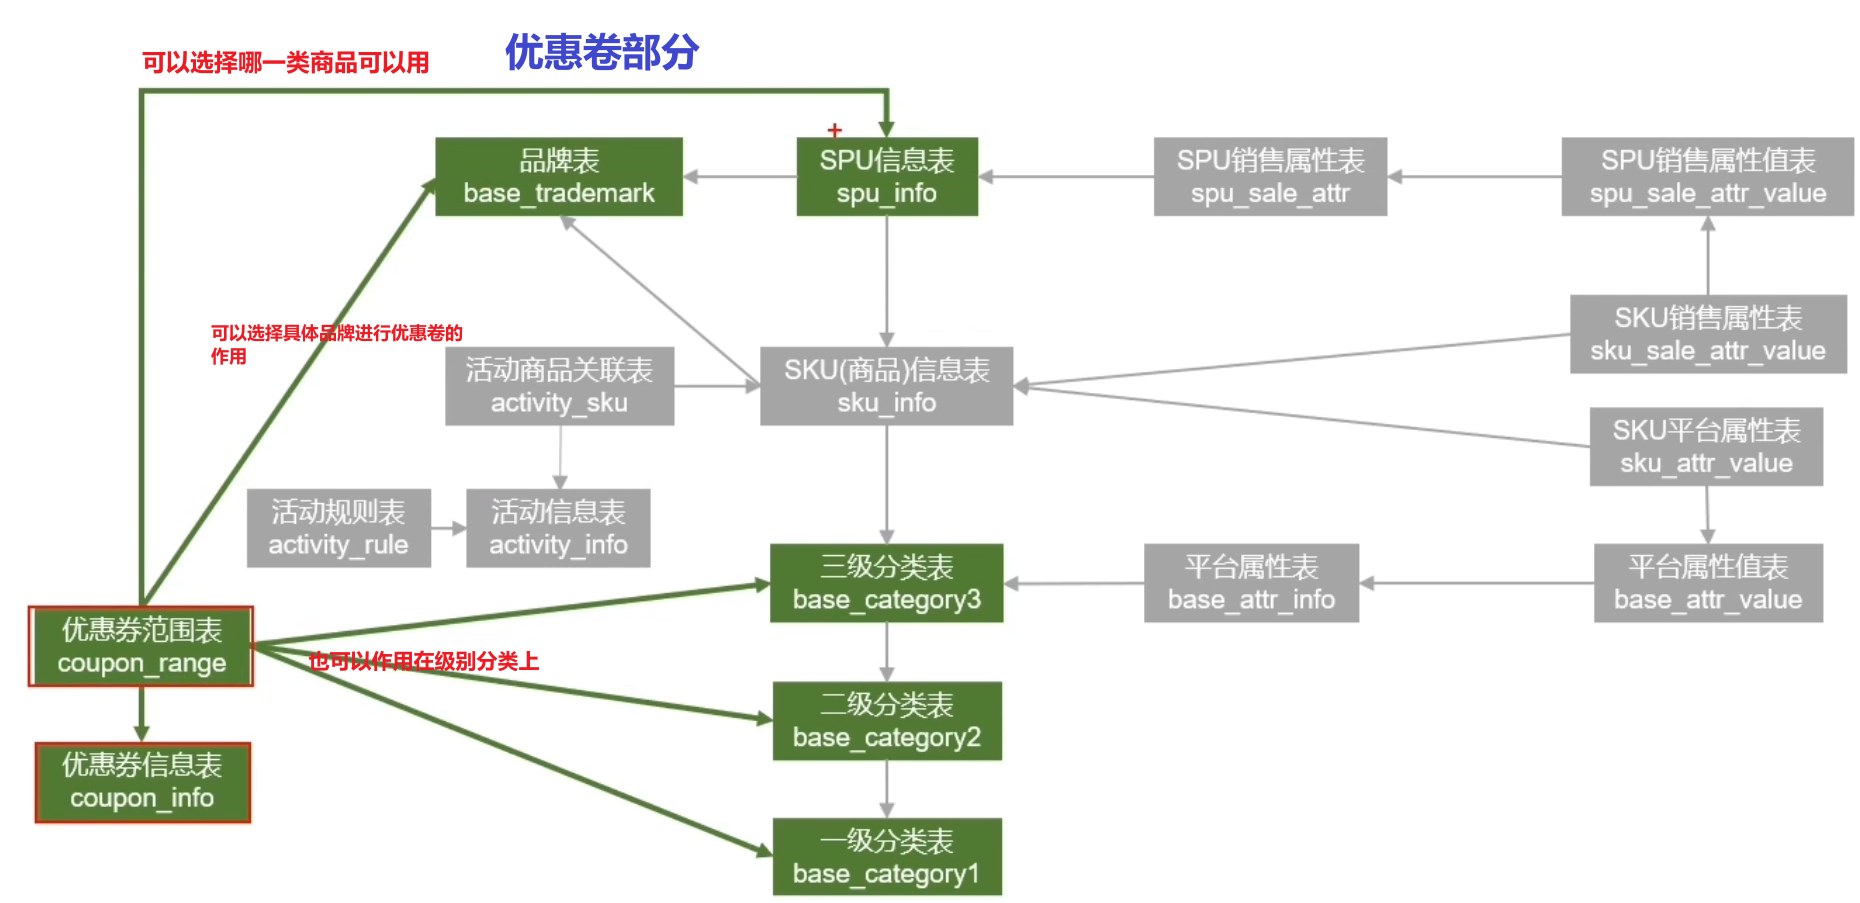 优惠卷部分
可以选择哪一类商品可以用
品牌表
base_trademark
SPU信息表
spu_info
SPU销售属性表
spu_sale_attr
SPU销售属性值表
spu_sale_attr_value
SKU销售属性表
sku_sale_attr_value
可以选择具体品牌进行优惠卷的
作用
活动商品关联表
activity_sku
SKU(商品)信息表
sku_info
SKU平台属性表
sku_attr_value
活动规则表
activity_rule
活动信息表
activity_info
三级分类表
base_category3
平台属性表
base_attr_info
平台属性值表
base_attr_value
优惠券范围表
coupon_range
也可以作用在级别分类上
二级分类表
base_category2
优惠券信息表
coupon_info
一级分类表
base_category1